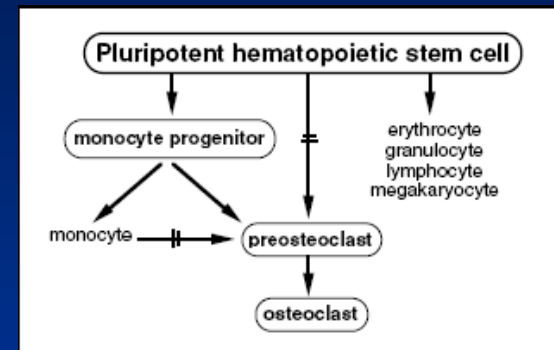 Pluripotent hematopoietic stem cell
monocyte progenitor
erythrocyte
granulocyte
lymphocyte
megakaryocyte
monocyte
preosteoclast
osteoclast